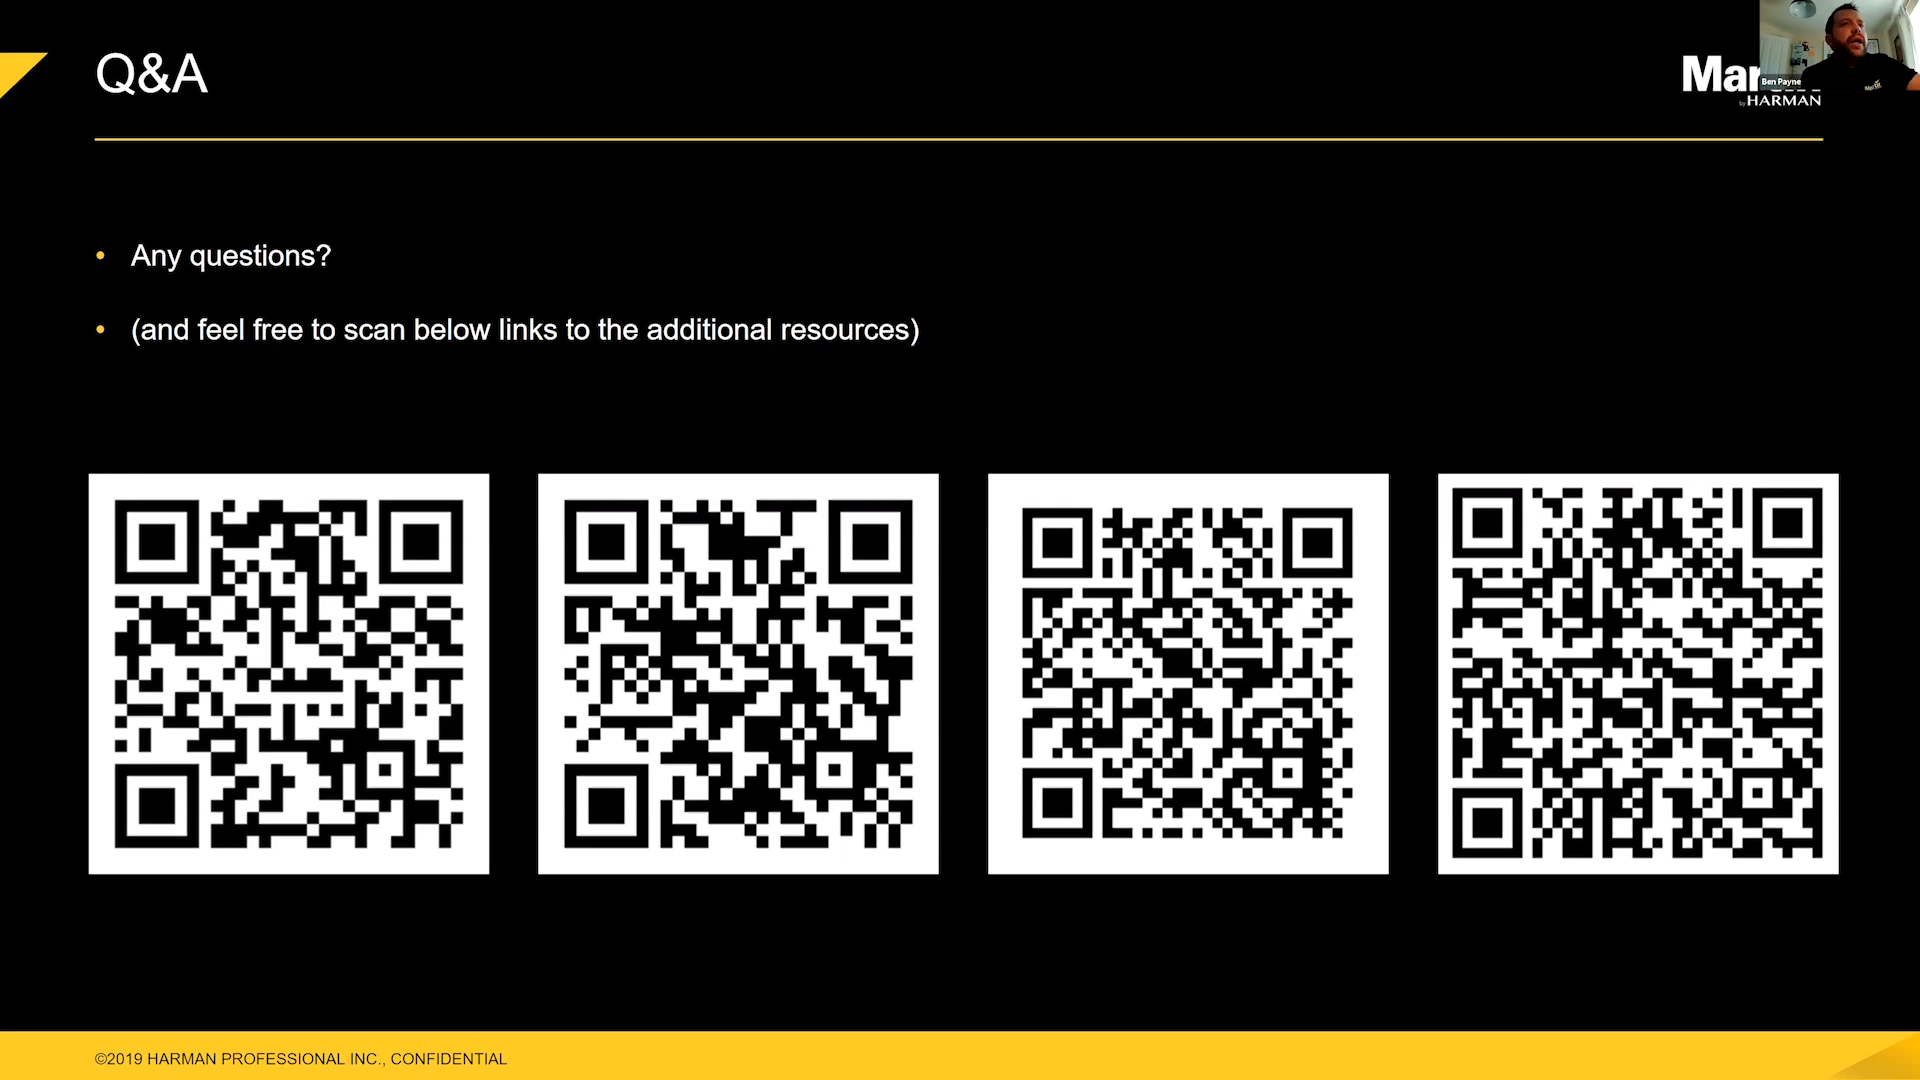 Q&A
Ben Payne
by HARMAN
• Any questions?
• (and feel free to scan below links to the additional resources)
©2019 HARMAN PROFESSIONAL INC., CONFIDENTIAL